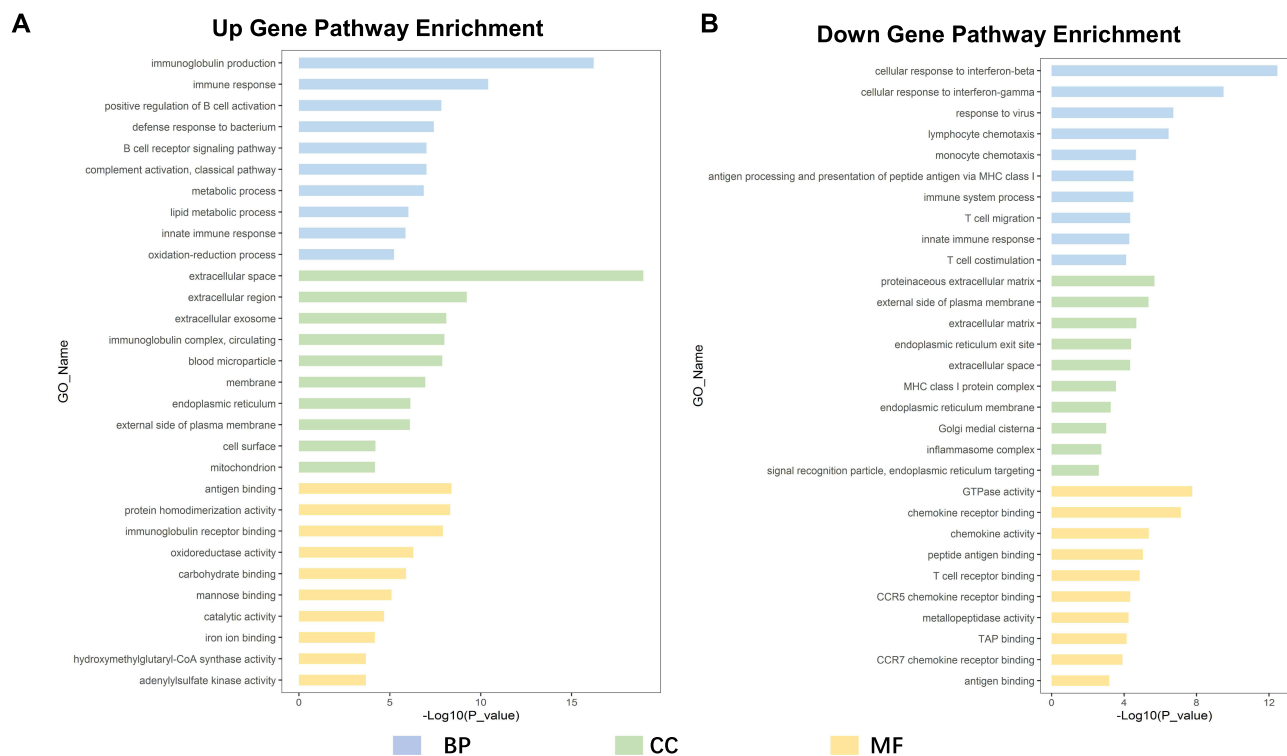 A
Up Gene Pathway Enrichment
GO_Name
immunoglobulin production
immune response
positive regulation of B cell activation
defense response to bacterium
B cell receptor signaling pathway
complement activation, classical pathway
metabolic process
lipid metabolic process
innate immune response
oxidation-reduction process
extracellular space
extracellular region
extracellular exosome
immunoglobulin complex, circulating
blood microparticle
membrane
endoplasmic reticulum
external side of plasma membrane
cell surface
mitochondrion
antigen binding
protein homodimerization activity
immunoglobulin receptor binding
oxidoreductase activity
carbohydrate binding
mannose binding
catalytic activity
iron ion binding
hydroxymethylglutaryl-CoA synthase activity
adenylylsulfate kinase activity
0 5 10 15
-Log10(P_value)
B
Down Gene Pathway Enrichment
GO_Name
cellular response to interferon-beta
cellular response to interferon-gamma
response to virus
lymphocyte chemotaxis
monocyte chemotaxis
antigen processing and presentation of peptide antigen via MHC class I
immune system process
T cell migration
innate immune response
T cell costimulation
proteinaceous extracellular matrix
external side of plasma membrane
extracellular matrix
endoplasmic reticulum exit site
extracellular space
MHC class I protein complex
endoplasmic reticulum membrane
Golgi medial cisterna
inflammasome complex
signal recognition particle, endoplasmic reticulum targeting
GTPase activity
chemokine receptor binding
chemokine activity
peptide antigen binding
T cell receptor binding
CCR5 chemokine receptor binding
metallopeptidase activity
TAP binding
CCR7 chemokine receptor binding
antigen binding
0 4 8 12
-Log10(P_value)
BP CC MF